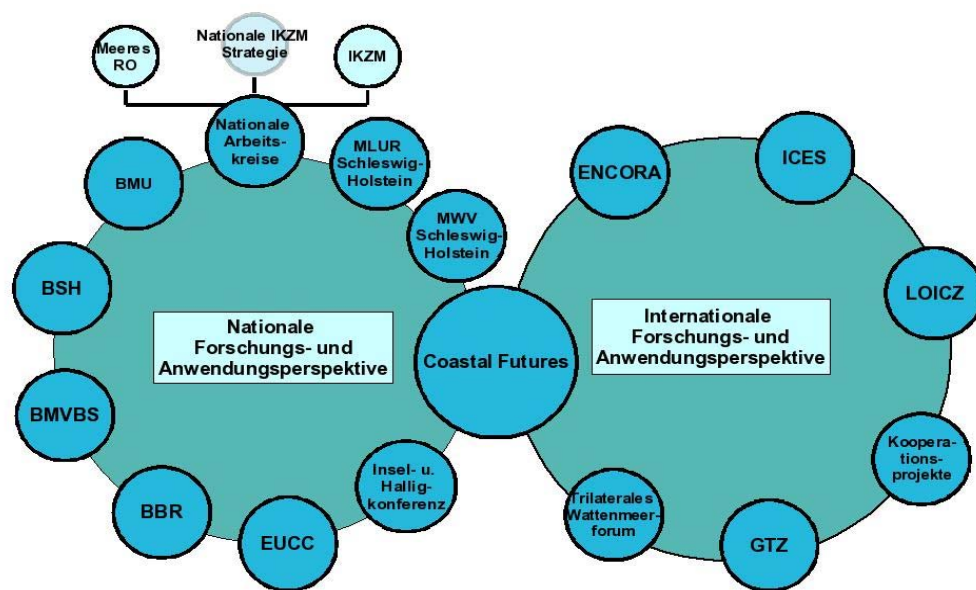 Meeres
RO
Nationale IKZM
Strategie
IKZM
Nationale
Arbeits-
kreise
MLUR
Schleswig-
Holstein
MWV
Schleswig-
Holstein
BMU
BSH
BMVBS
BBR
EUCC
Insel- u.
Hallig-
konferenz
Nationale
Forschungs- und
Anwendungsperspektive
Coastal Futures
ENCORA
ICES
LOICZ
Koopera-
tions-
projekte
GTZ
Trilaterales
Wattenmeer-
forum
Internationale
Forschungs- und
Anwendungsperspektive